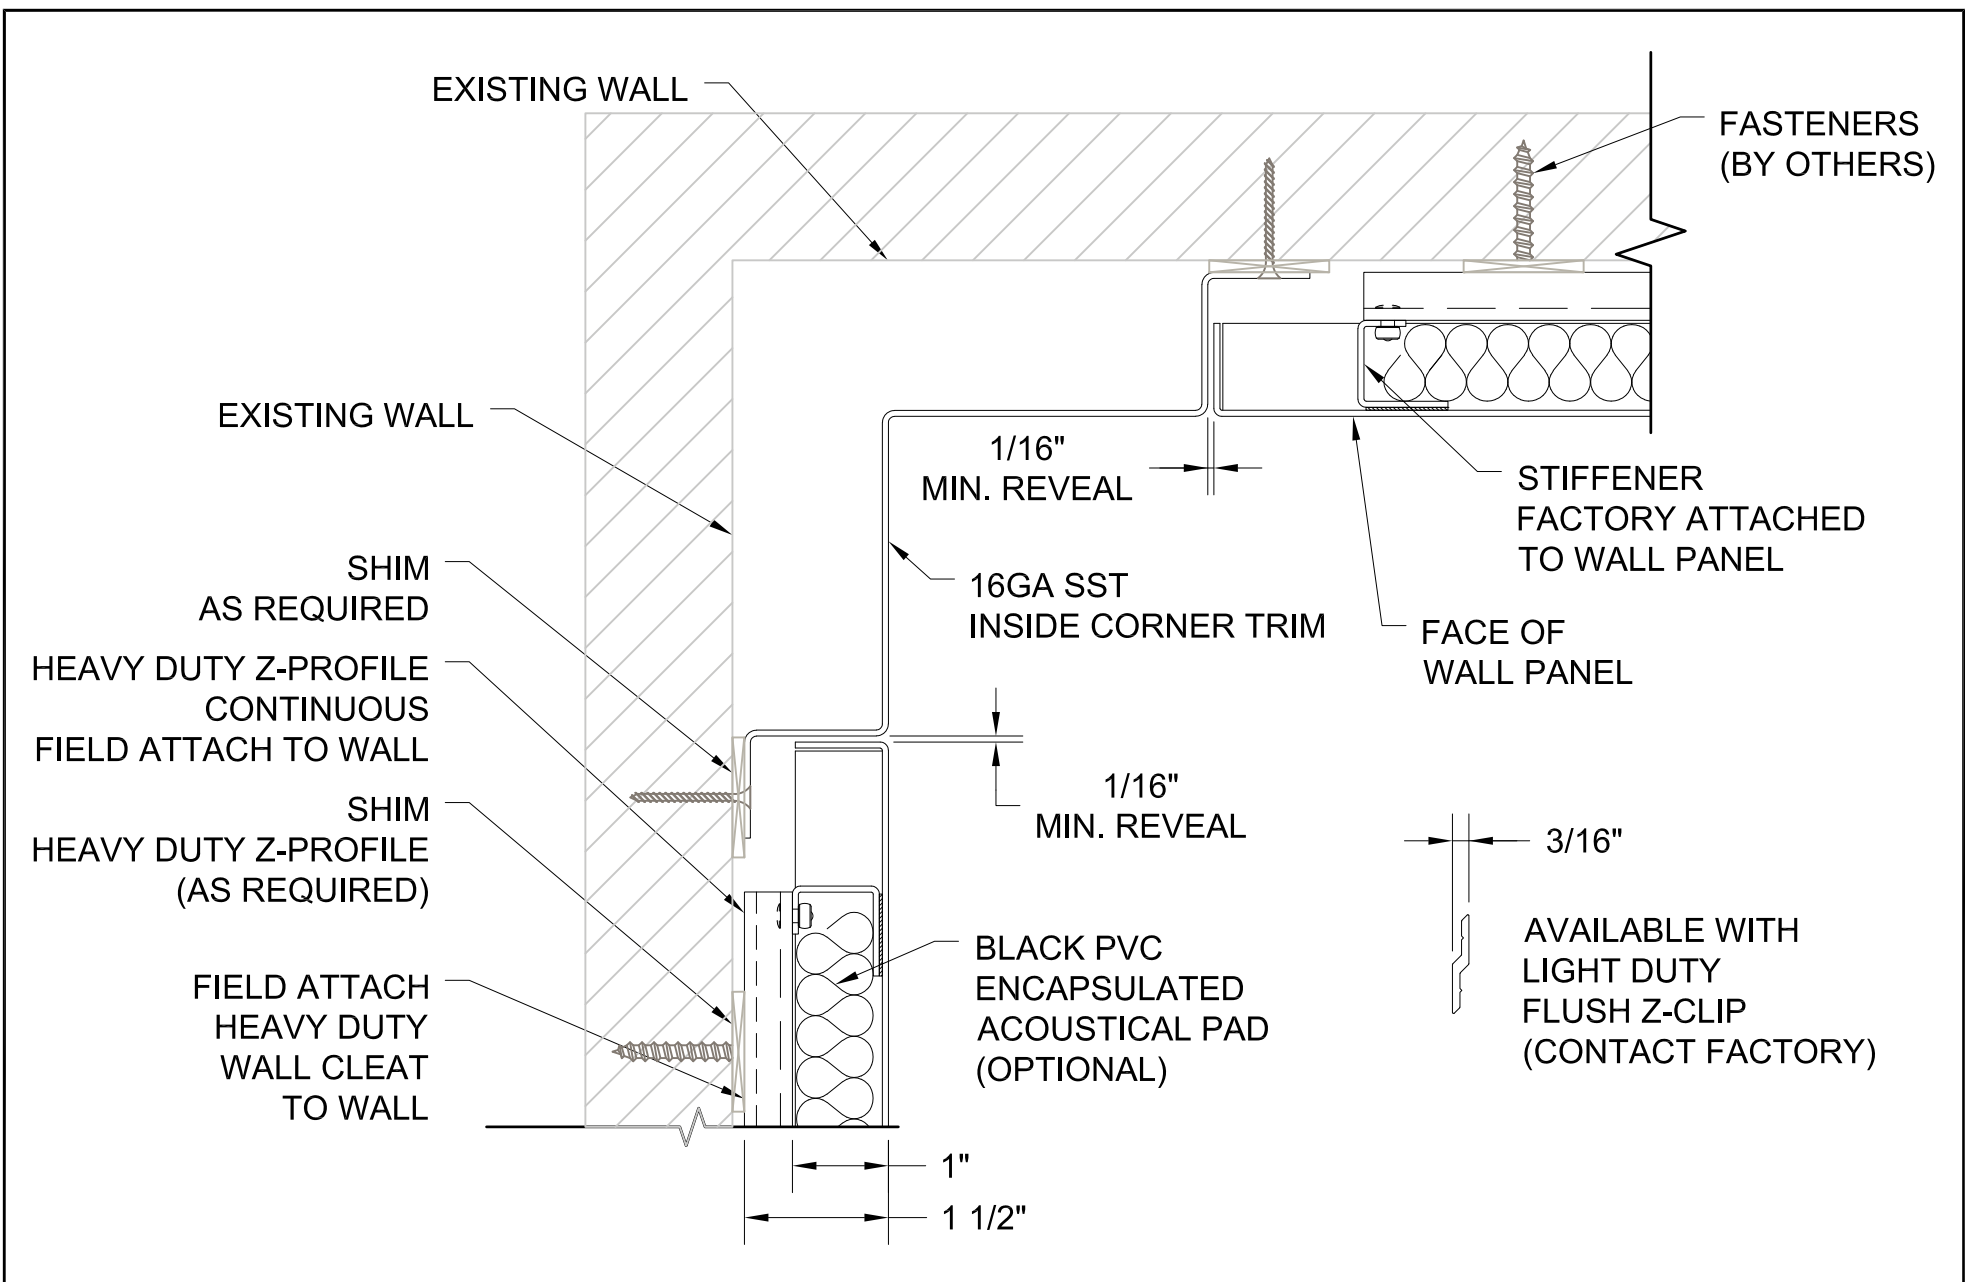 EXISTING WALL
FASTENERS
(BY OTHERS)
EXISTING WALL
1/16"
MIN. REVEAL
STIFFENER
FACTORY ATTACHED
TO WALL PANEL
SHIM
AS REQUIRED
16GA SST
INSIDE CORNER TRIM
FACE OF
WALL PANEL
HEAVY DUTY Z-PROFILE
CONTINUOUS
FIELD ATTACH TO WALL
1/16"
MIN. REVEAL
SHIM
HEAVY DUTY Z-PROFILE
(AS REQUIRED)
3/16"
BLACK PVC
ENCAPSULATED
ACOUSTICAL PAD
(OPTIONAL)
AVAILABLE WITH
LIGHT DUTY
FLUSH Z-CLIP
(CONTACT FACTORY)
FIELD ATTACH
HEAVY DUTY
WALL CLEAT
TO WALL
1"
1 1/2"